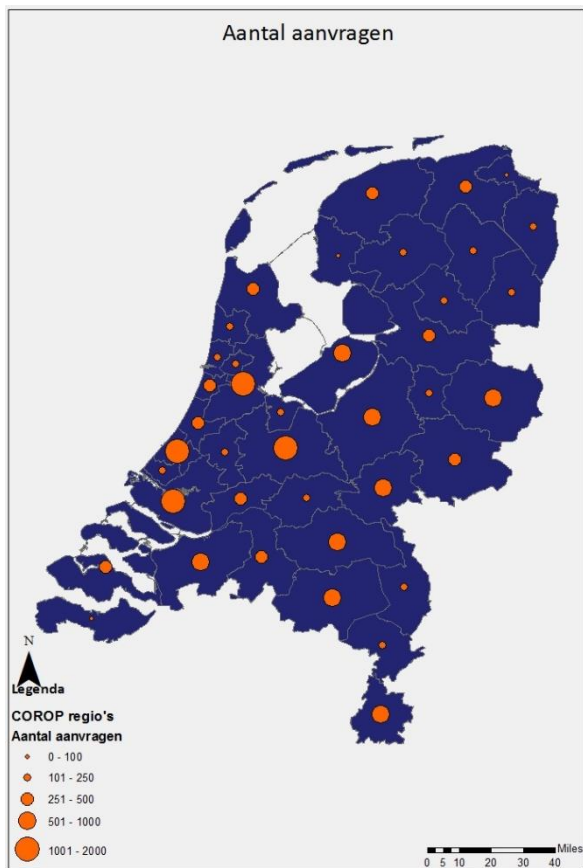 Aantal aanvragen
N
Legenda
COROP regio's
Aantal aanvragen
0 - 100
101 - 250
251 - 500
501 - 1000
1001 - 2000
Miles
0 5 10 20 30 40